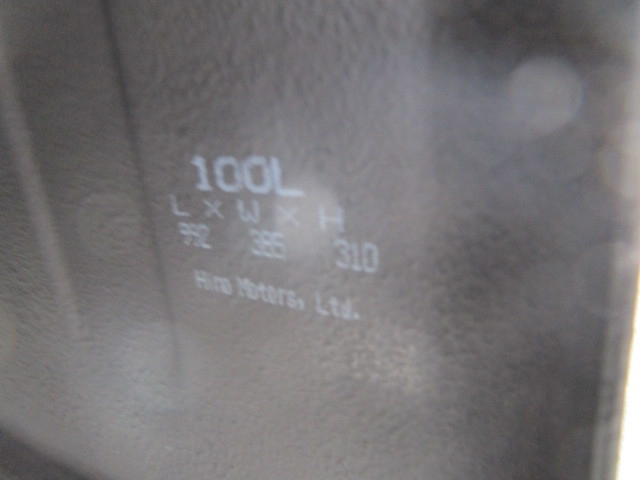 100L
L × W × H
992 385 310
Hino Motors, Ltd.